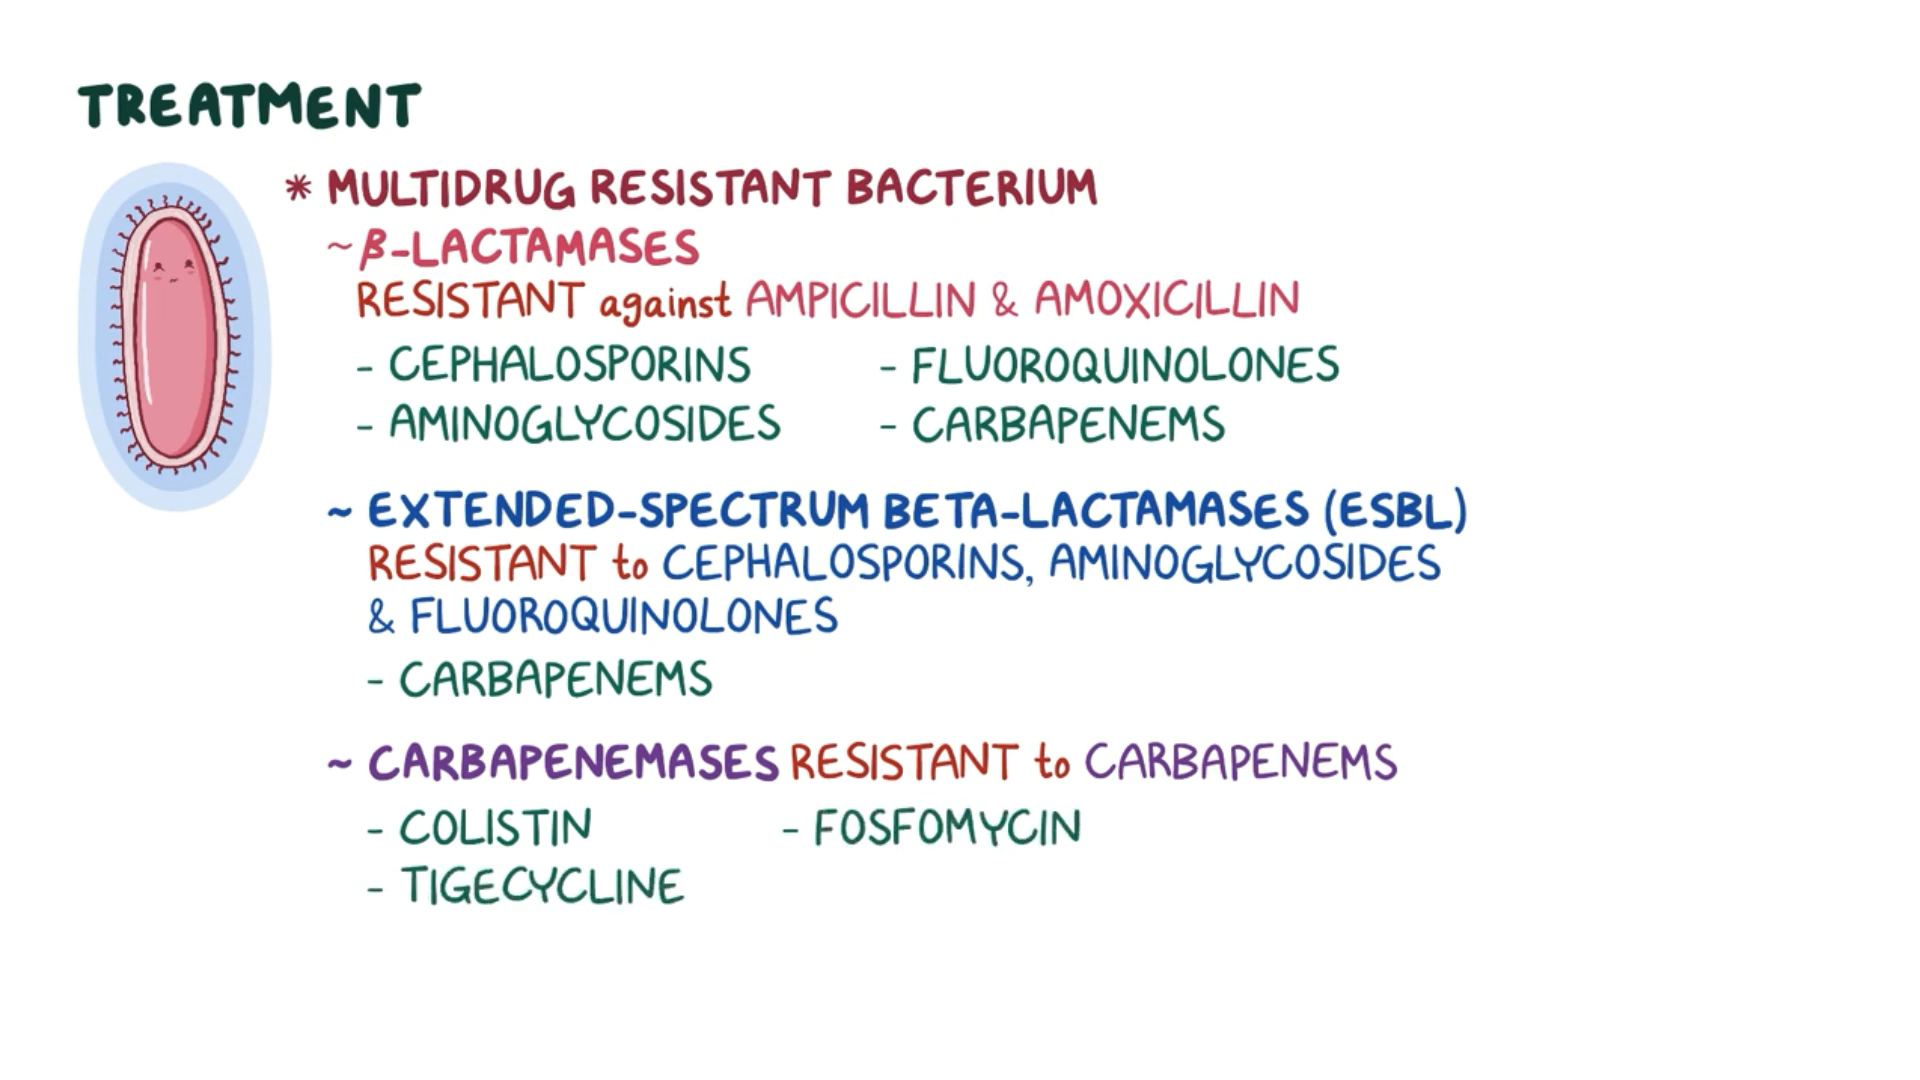 TREATMENT
* MULTIDRUG RESISTANT BACTERIUM
~ β-LACTAMASES
RESISTANT against AMPICILLIN & AMOXICILLIN
- CEPHALOSPORINS - FLUOROQUINOLONES
- AMINOGLYCOSIDES - CARBAPENEMS
~ EXTENDED-SPECTRUM BETA-LACTAMASES (ESBL)
RESISTANT to CEPHALOSPORINS, AMINOGLYCOSIDES
& FLUOROQUINOLONES
- CARBAPENEMS
~ CARBAPENEMASES RESISTANT to CARBAPENEMS
- COLISTIN - FOSFOMYCIN
- TIGECYCLINE